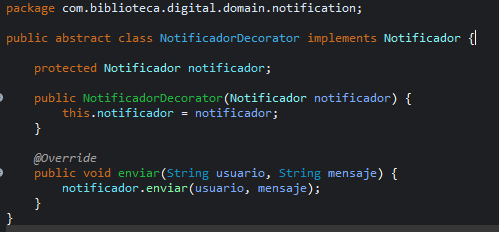 package com.biblioteca.digital.domain.notification;
public abstract class NotificadorDecorator implements Notificador {
protected Notificador notificador;
public NotificadorDecorator(Notificador notificador) {
this.notificador = notificador;
}
@Override
public void enviar(String usuario, String mensaje) {
notificador.enviar(usuario, mensaje);
}
}